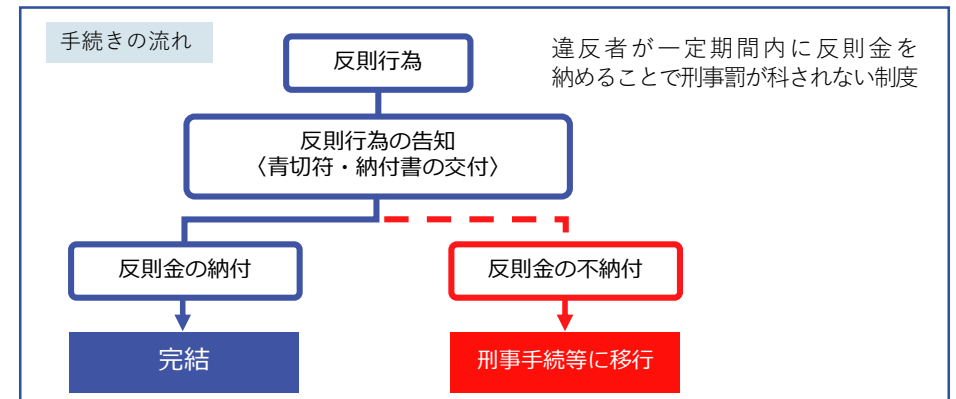 手続きの流れ
違反者が一定期間内に反則金を
納めることで刑事罰が科されない制度
反則行為
反則行為の告知
〈青切符・納付書の交付〉
反則金の納付
反則金の不納付
完結
刑事手続等に移行